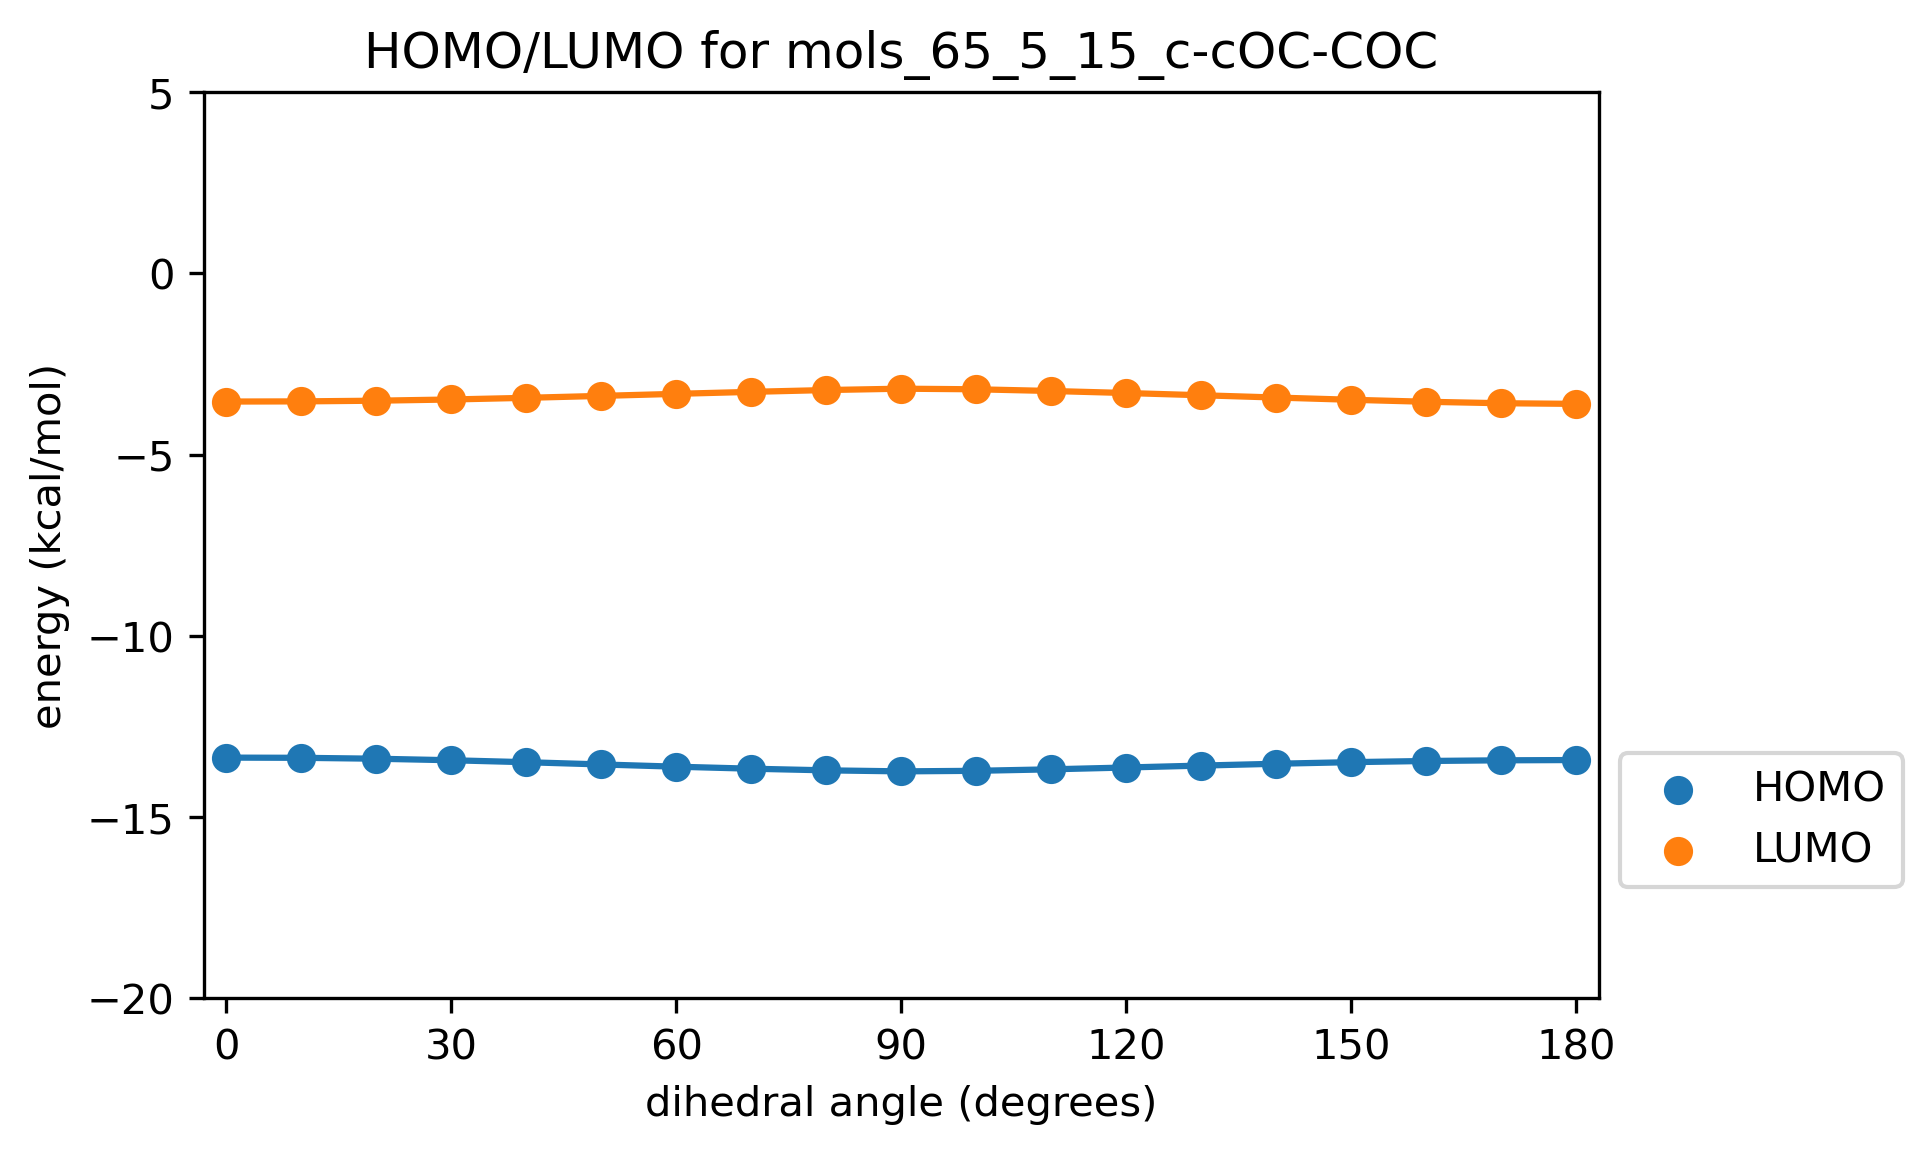 HOMO/LUMO for mols_65_5_15_c-cOC-COC
5
0
−5
−10
−15
−20
energy (kcal/mol)
0 30 60 90 120 150 180
dihedral angle (degrees)
HOMO
LUMO